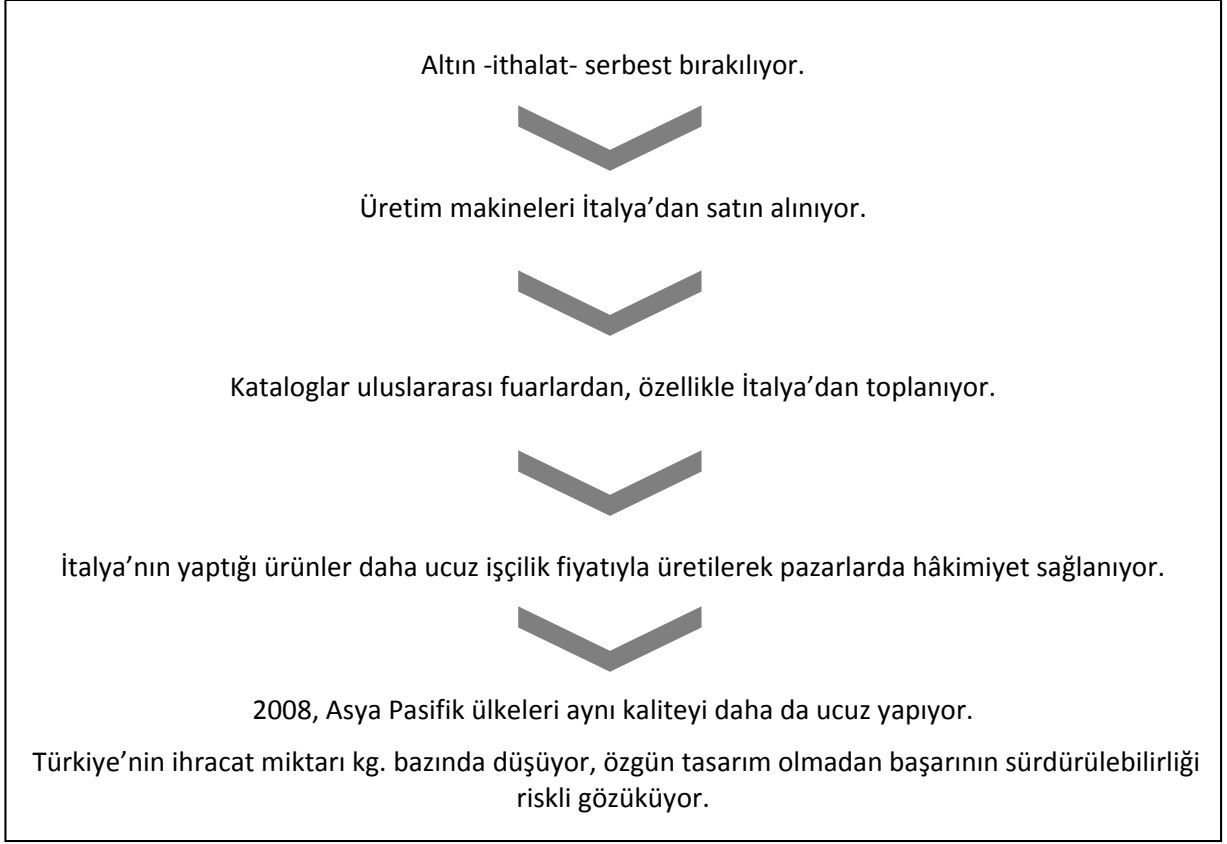 Altın -ithalat- serbest bırakılıyor.
Üretim makineleri İtalya’dan satın alınıyor.
Kataloglar uluslararası fuarlardan, özellikle İtalya’dan toplanıyor.
İtalya’nın yaptığı ürünler daha ucuz işçilik fiyatıyla üretilerek pazarlarda hâkimiyet sağlanıyor.
2008, Asya Pasifik ülkeleri aynı kaliteyi daha da ucuz yapıyor.
Türkiye’nin ihracat miktarı kg. bazında düşüyor, özgün tasarım olmadan başarının sürdürülebilirliği
riskli gözüküyor.